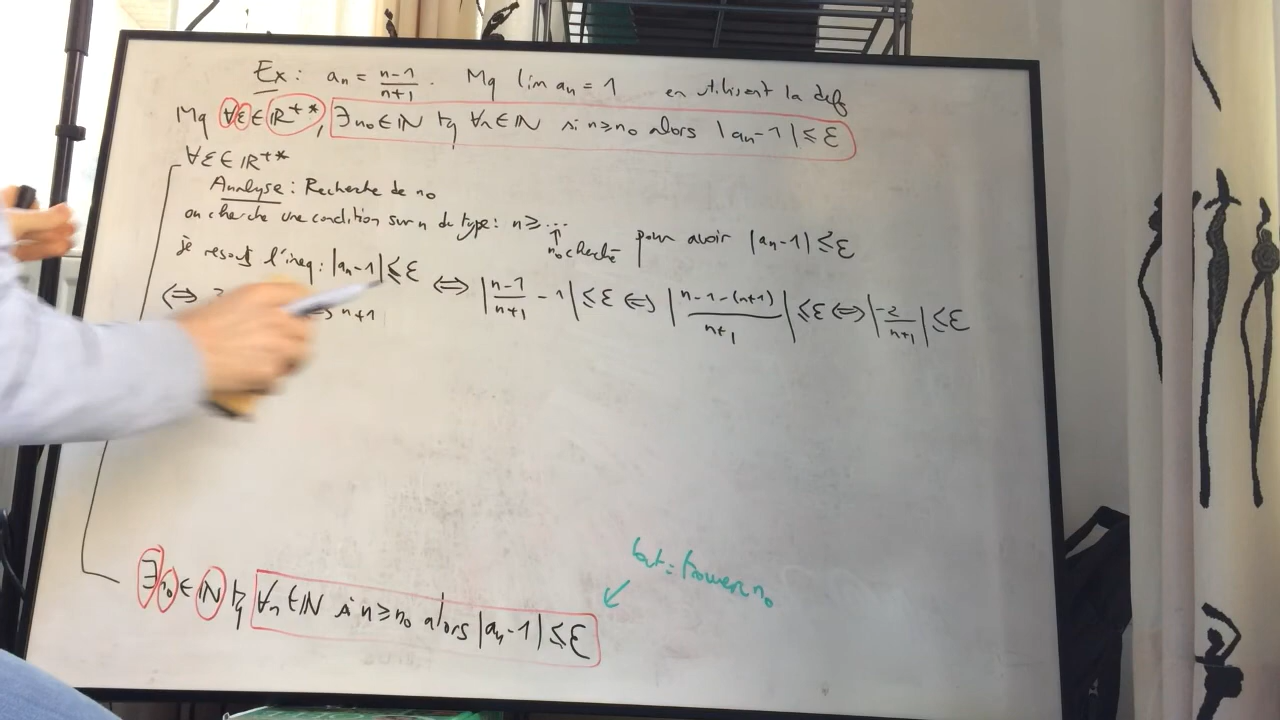 Ex : an = n-1/n+1 . Mq lim an = 1 en utilisant la def
Mq ∀ε ∈ ℝ+*, ∃n0 ∈ ℕ tq ∀n ∈ ℕ si n ≥ n0 alors |an - 1| ≤ ε
∀ε ∈ ℝ+*
Analyse : Recherche de n0
on cherche une condition sur n du type : n ≥ ... pour avoir |an - 1| ≤ ε
↑ n0 cherché
je resous l'ineq : |an - 1| ≤ ε ⇔ |n-1/n+1 - 1| ≤ ε ⇔ |n-1-(n+1)/n+1| ≤ ε ⇔ |-2/n+1| ≤ ε
⇔ n+1
but : trouver n0
∃n0 ∈ ℕ tq ∀n ∈ ℕ si n ≥ n0 alors |an - 1| ≤ ε